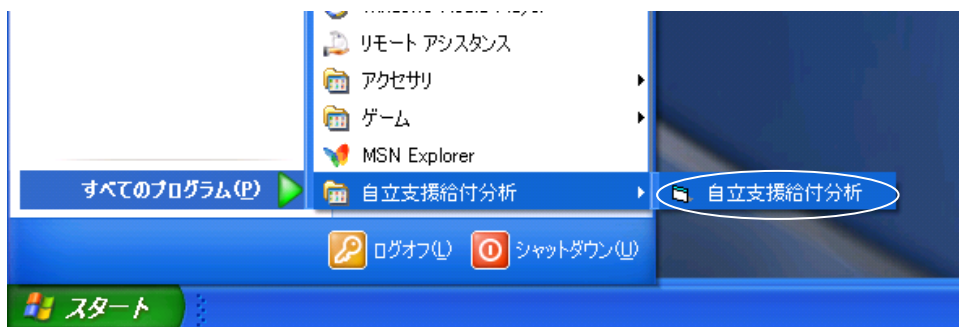 リモート アシスタンス
アクセサリ
ゲーム
MSN Explorer
すべてのプログラム(P)
自立支援給付分析
自立支援給付分析
ログオフ(L)
シャットダウン(U)
スタート